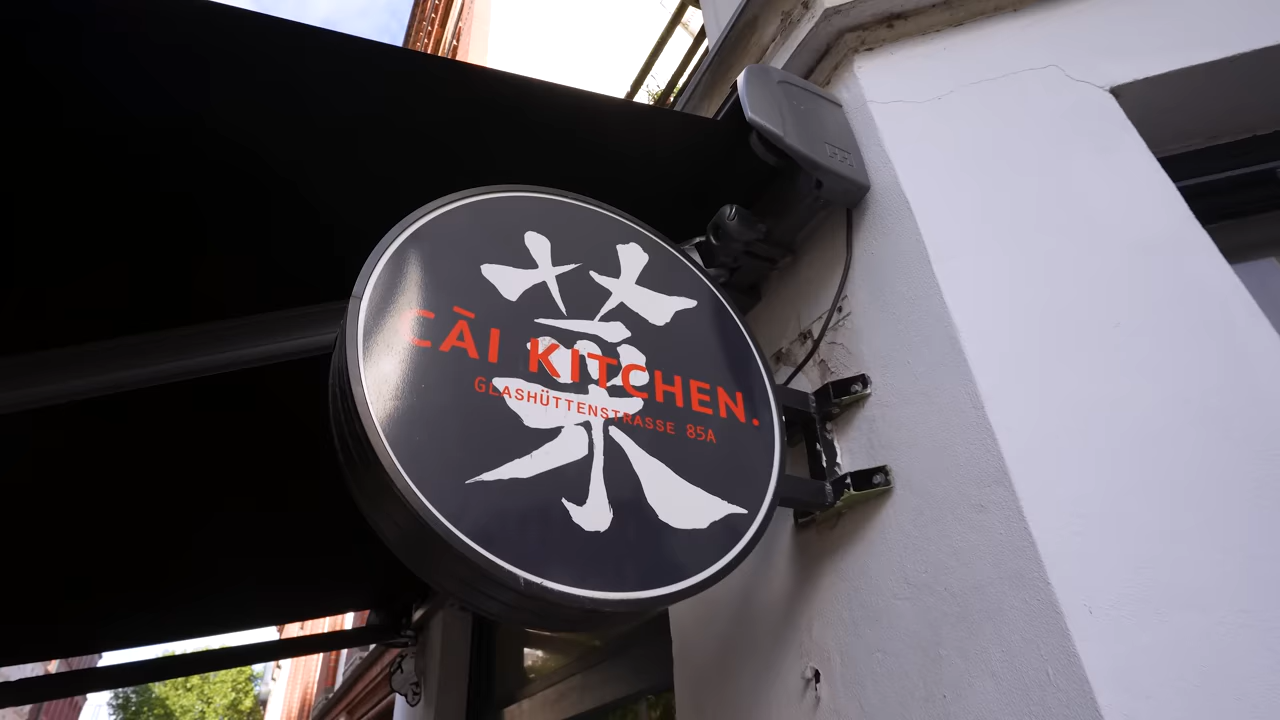 菜
CÀI KITCHEN.
GLASHÜTTENSTRASSE 85A